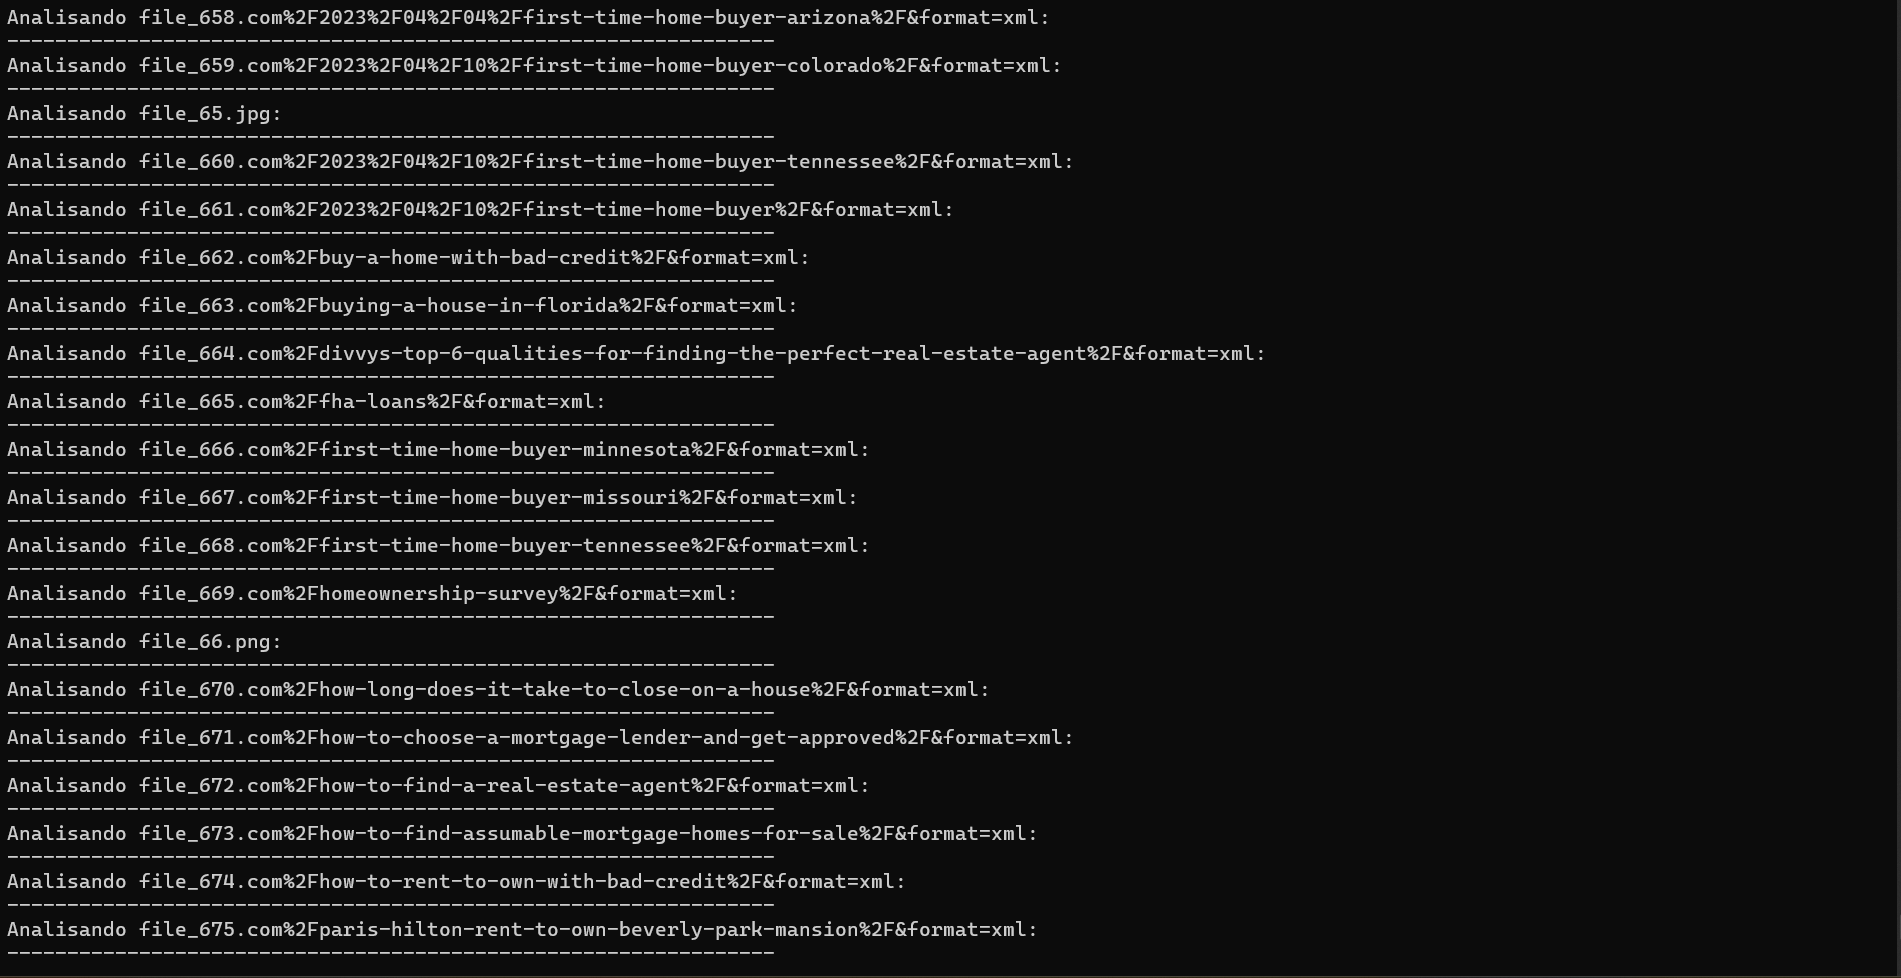 Analisando file_658.com%2F2023%2F04%2F04%2Ffirst-time-home-buyer-arizona%2F&format=xml:
----------------------------------------------------------------
Analisando file_659.com%2F2023%2F04%2F10%2Ffirst-time-home-buyer-colorado%2F&format=xml:
----------------------------------------------------------------
Analisando file_65.jpg:
----------------------------------------------------------------
Analisando file_660.com%2F2023%2F04%2F10%2Ffirst-time-home-buyer-tennessee%2F&format=xml:
----------------------------------------------------------------
Analisando file_661.com%2F2023%2F04%2F10%2Ffirst-time-home-buyer%2F&format=xml:
----------------------------------------------------------------
Analisando file_662.com%2Fbuy-a-home-with-bad-credit%2F&format=xml:
----------------------------------------------------------------
Analisando file_663.com%2Fbuying-a-house-in-florida%2F&format=xml:
----------------------------------------------------------------
Analisando file_664.com%2Fdivvys-top-6-qualities-for-finding-the-perfect-real-estate-agent%2F&format=xml:
----------------------------------------------------------------
Analisando file_665.com%2Ffha-loans%2F&format=xml:
----------------------------------------------------------------
Analisando file_666.com%2Ffirst-time-home-buyer-minnesota%2F&format=xml:
----------------------------------------------------------------
Analisando file_667.com%2Ffirst-time-home-buyer-missouri%2F&format=xml:
----------------------------------------------------------------
Analisando file_668.com%2Ffirst-time-home-buyer-tennessee%2F&format=xml:
----------------------------------------------------------------
Analisando file_669.com%2Fhomeownership-survey%2F&format=xml:
----------------------------------------------------------------
Analisando file_66.png:
----------------------------------------------------------------
Analisando file_670.com%2Fhow-long-does-it-take-to-close-on-a-house%2F&format=xml:
----------------------------------------------------------------
Analisando file_671.com%2Fhow-to-choose-a-mortgage-lender-and-get-approved%2F&format=xml:
----------------------------------------------------------------
Analisando file_672.com%2Fhow-to-find-a-real-estate-agent%2F&format=xml:
----------------------------------------------------------------
Analisando file_673.com%2Fhow-to-find-assumable-mortgage-homes-for-sale%2F&format=xml:
----------------------------------------------------------------
Analisando file_674.com%2Fhow-to-rent-to-own-with-bad-credit%2F&format=xml:
----------------------------------------------------------------
Analisando file_675.com%2Fparis-hilton-rent-to-own-beverly-park-mansion%2F&format=xml:
----------------------------------------------------------------